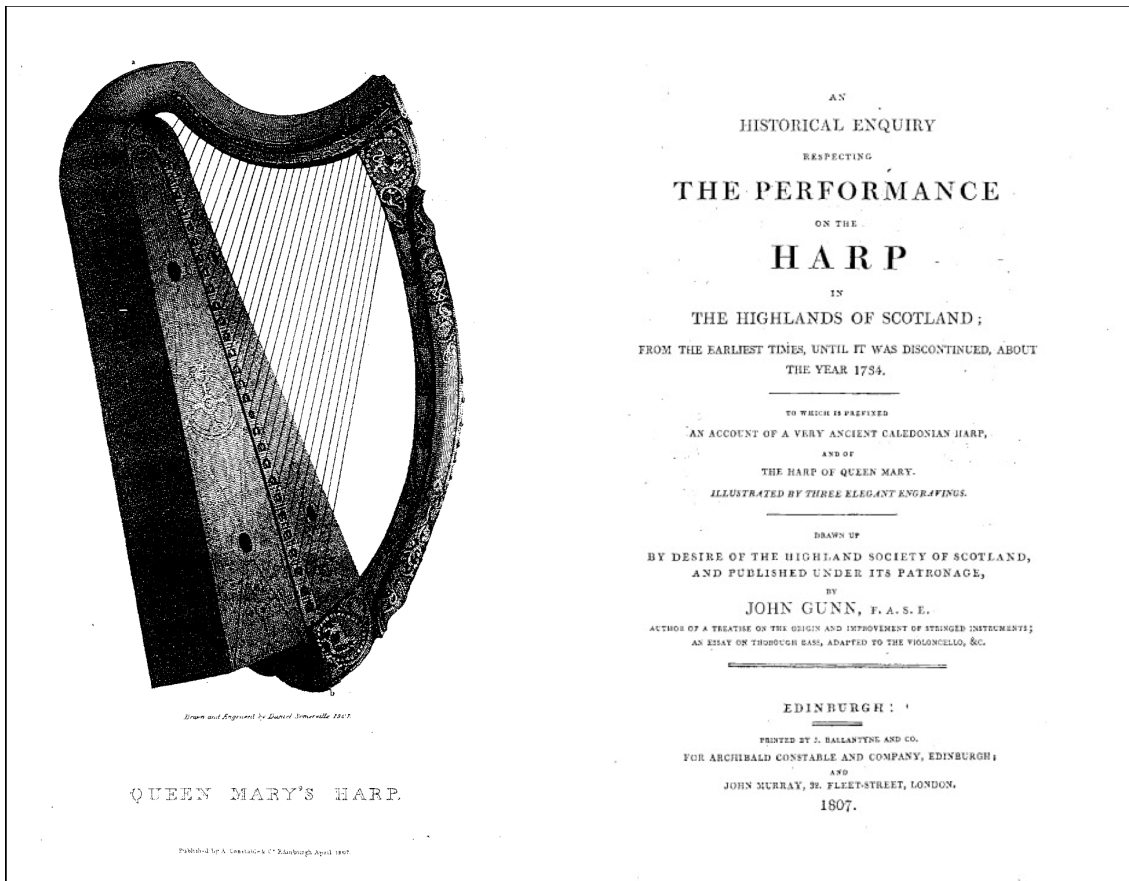 a
b
Drawn and Engraved by Daniel Somerville 1807.
QUEEN MARY'S HARP.
Published by A. Constable & Co. Edinburgh April 1807.
AN
HISTORICAL ENQUIRY
RESPECTING
THE PERFORMANCE
ON THE
HARP
IN
THE HIGHLANDS OF SCOTLAND;
FROM THE EARLIEST TIMES, UNTIL IT WAS DISCONTINUED, ABOUT
THE YEAR 1734.
TO WHICH IS PREFIXED
AN ACCOUNT OF A VERY ANCIENT CALEDONIAN HARP,
AND OF
THE HARP OF QUEEN MARY.
ILLUSTRATED BY THREE ELEGANT ENGRAVINGS.
DRAWN UP
BY DESIRE OF THE HIGHLAND SOCIETY OF SCOTLAND,
AND PUBLISHED UNDER ITS PATRONAGE,
BY
JOHN GUNN, F. A. S. E.
AUTHOR OF A TREATISE ON THE ORIGIN AND IMPROVEMENT OF STRINGED INSTRUMENTS;
AN ESSAY ON THOROUGH BASS, ADAPTED TO THE VIOLONCELLO, &C.
EDINBURGH:
PRINTED BY J. BALLANTYNE AND CO.
FOR ARCHIBALD CONSTABLE AND COMPANY, EDINBURGH;
AND
JOHN MURRAY, 32. FLEET-STREET, LONDON.
1807.